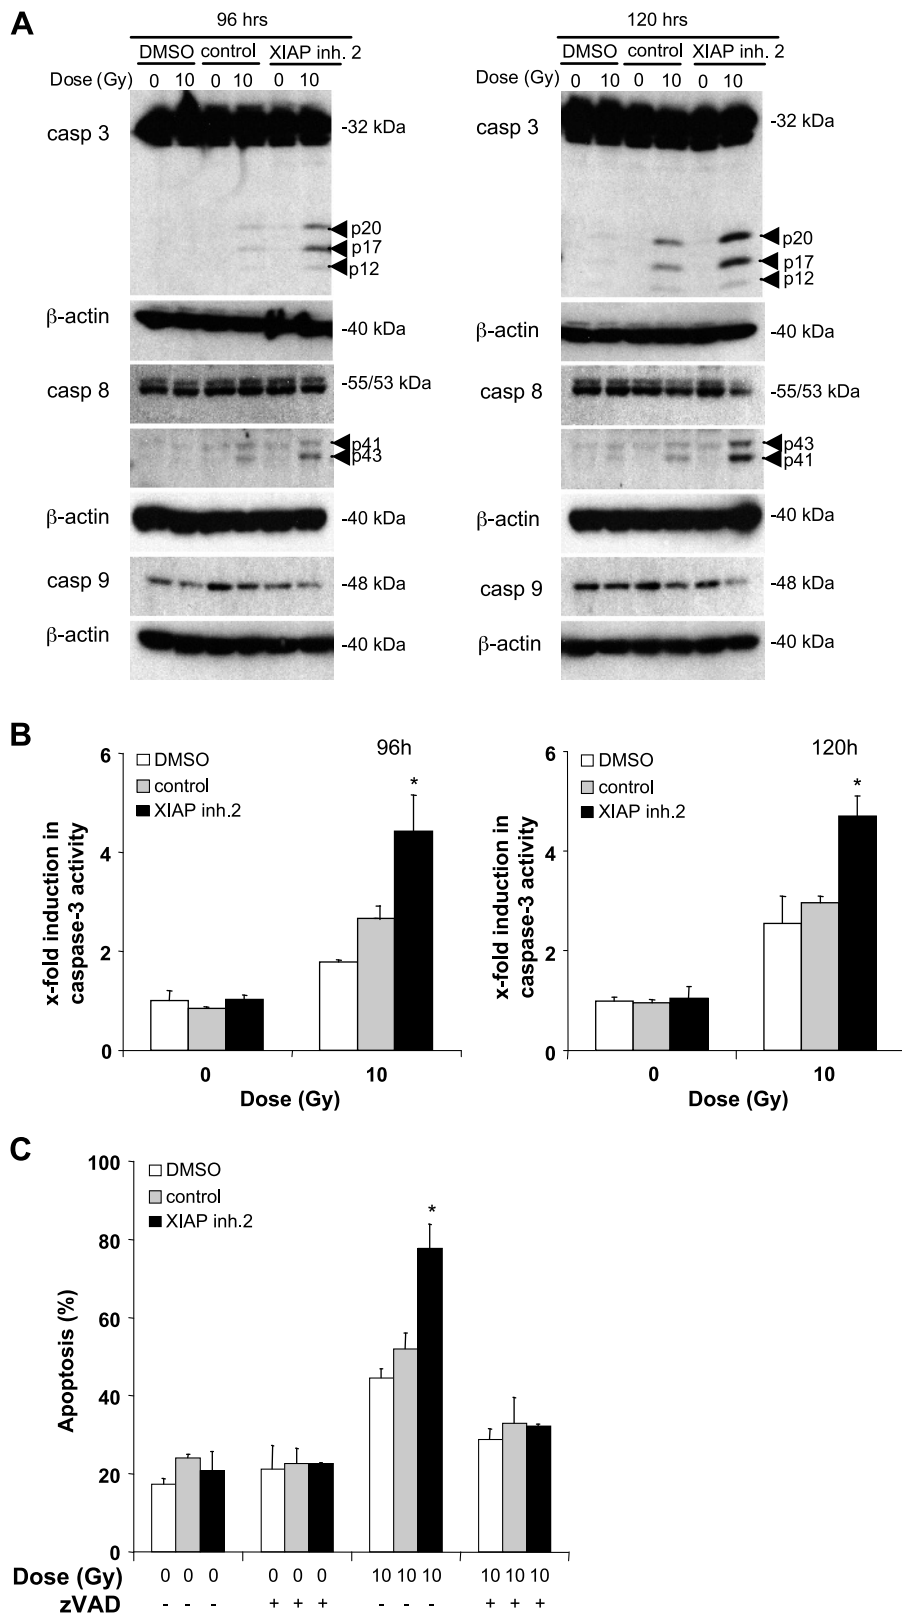 A
96 hrs
DMSO control XIAP inh. 2
Dose (Gy) 0 10 0 10 0 10
casp 3
-32 kDa
p20
p17
p12
β-actin
-40 kDa
casp 8
-55/53 kDa
p41
p43
β-actin
-40 kDa
casp 9
-48 kDa
β-actin
-40 kDa
120 hrs
DMSO control XIAP inh. 2
Dose (Gy) 0 10 0 10 0 10
casp 3
-32 kDa
p20
p17
p12
β-actin
-40 kDa
casp 8
-55/53 kDa
p43
p41
β-actin
-40 kDa
casp 9
-48 kDa
β-actin
-40 kDa
B
96h
DMSO
control
XIAP inh.2
*
x-fold induction in
caspase-3 activity
6
4
2
0
0 10
Dose (Gy)
120h
DMSO
control
XIAP inh.2
*
x-fold induction in
caspase-3 activity
6
4
2
0
0 10
Dose (Gy)
C
DMSO
control
XIAP inh.2
*
Apoptosis (%)
100
80
60
40
20
0
Dose (Gy) 0 0 0 0 0 0 10 10 10 10 10 10
zVAD - - - + + + - - - + + +